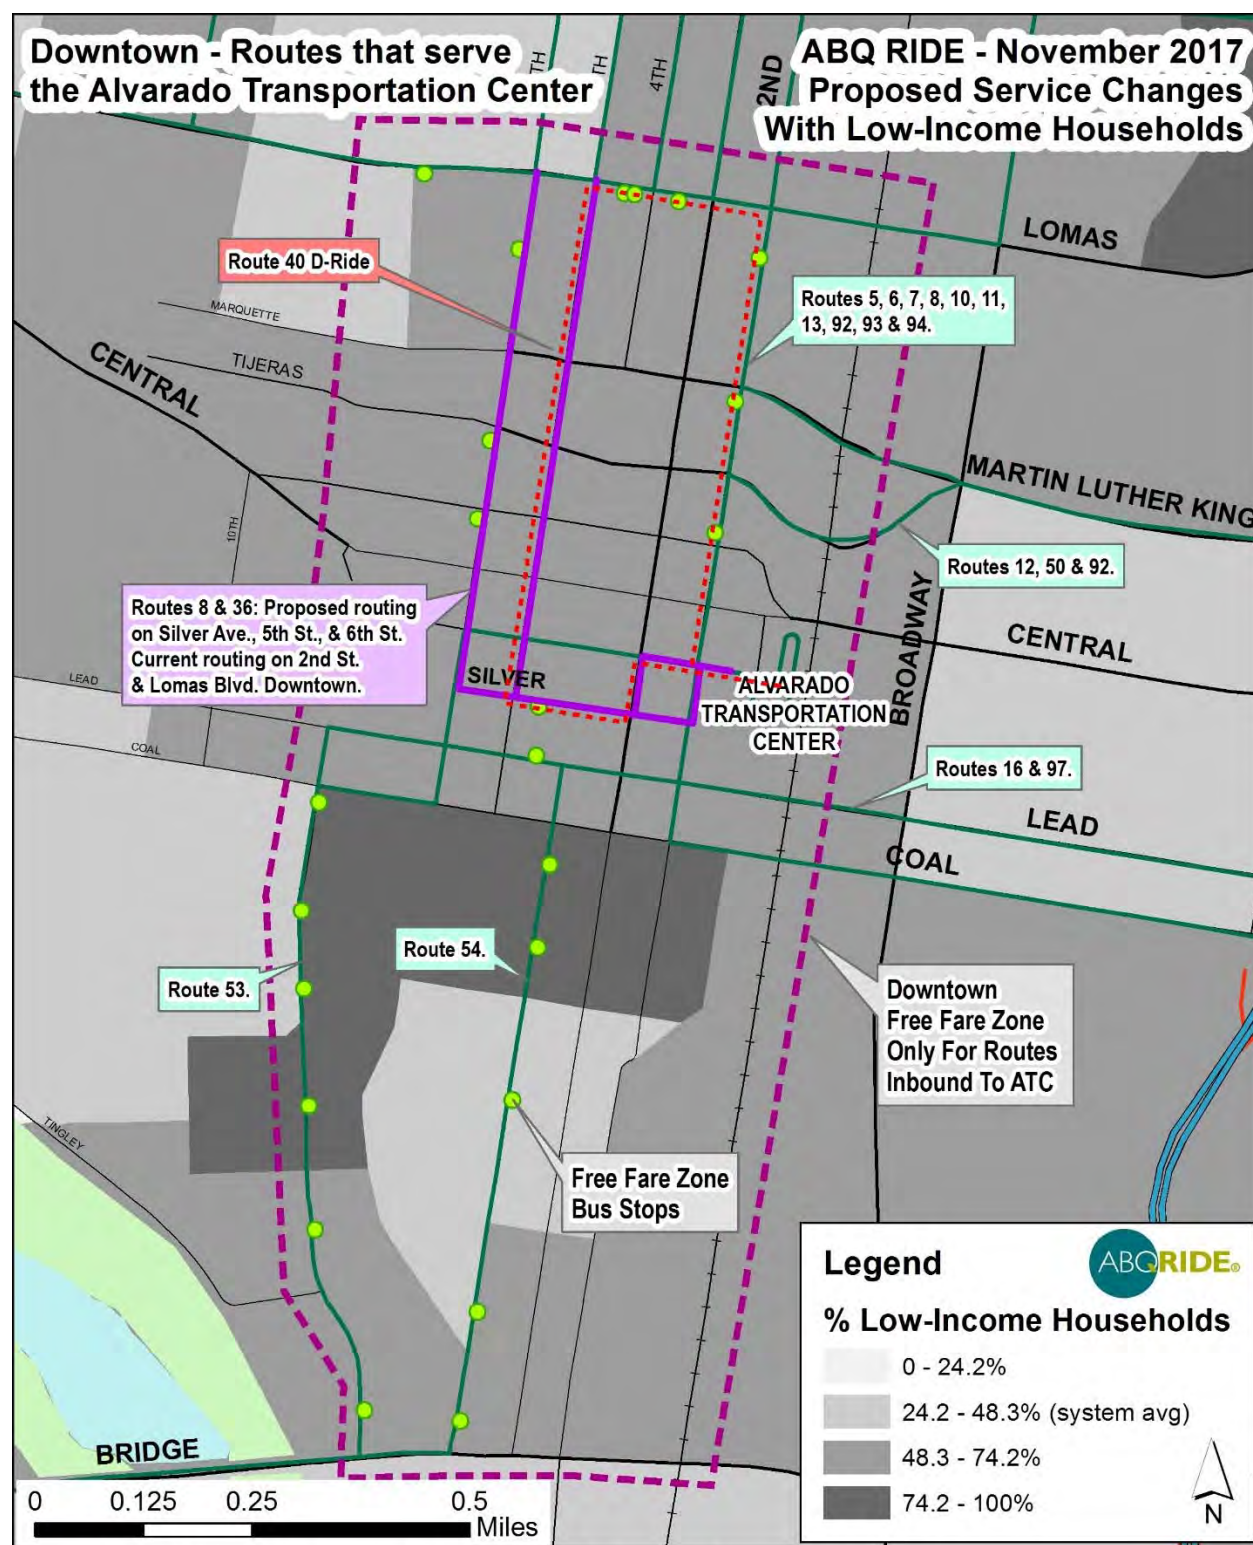 Downtown - Routes that serve
the Alvarado Transportation Center
ABQ RIDE - November 2017
Proposed Service Changes
With Low-Income Households
TH
TH
4TH
2ND
LOMAS
Route 40 D-Ride
Routes 5, 6, 7, 8, 10, 11,
13, 92, 93 & 94.
MARQUETTE
CENTRAL
TIJERAS
MARTIN LUTHER KING
10TH
Routes 12, 50 & 92.
Routes 8 & 36: Proposed routing
on Silver Ave., 5th St., & 6th St.
Current routing on 2nd St.
& Lomas Blvd. Downtown.
BROADWAY
CENTRAL
LEAD
SILVER
ALVARADO
TRANSPORTATION
CENTER
COAL
Routes 16 & 97.
LEAD
COAL
Route 54.
Route 53.
Downtown
Free Fare Zone
Only For Routes
Inbound To ATC
TINGLEY
Free Fare Zone
Bus Stops
BRIDGE
0 0.125 0.25 0.5
Miles
Legend
ABQRIDE®
% Low-Income Households
0 - 24.2%
24.2 - 48.3% (system avg)
48.3 - 74.2%
74.2 - 100%
N